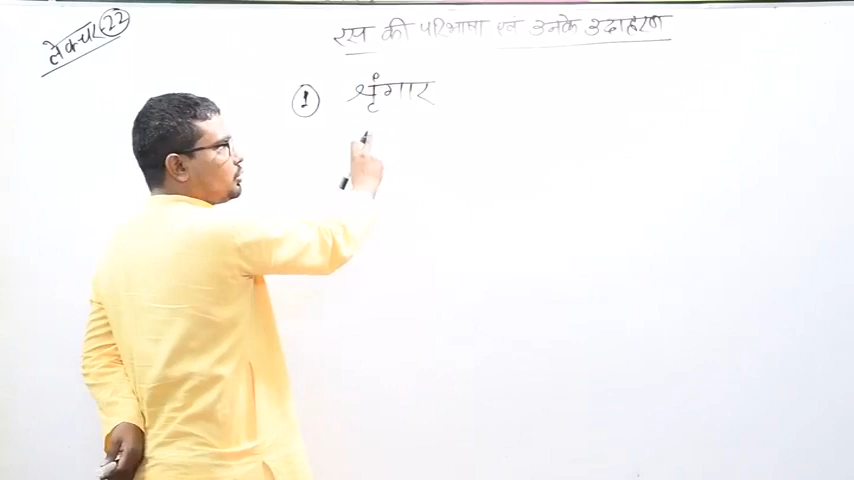 लेक्चर-22
रस की परिभाषा एवं उनके उदाहरण
1 श्रृंगार